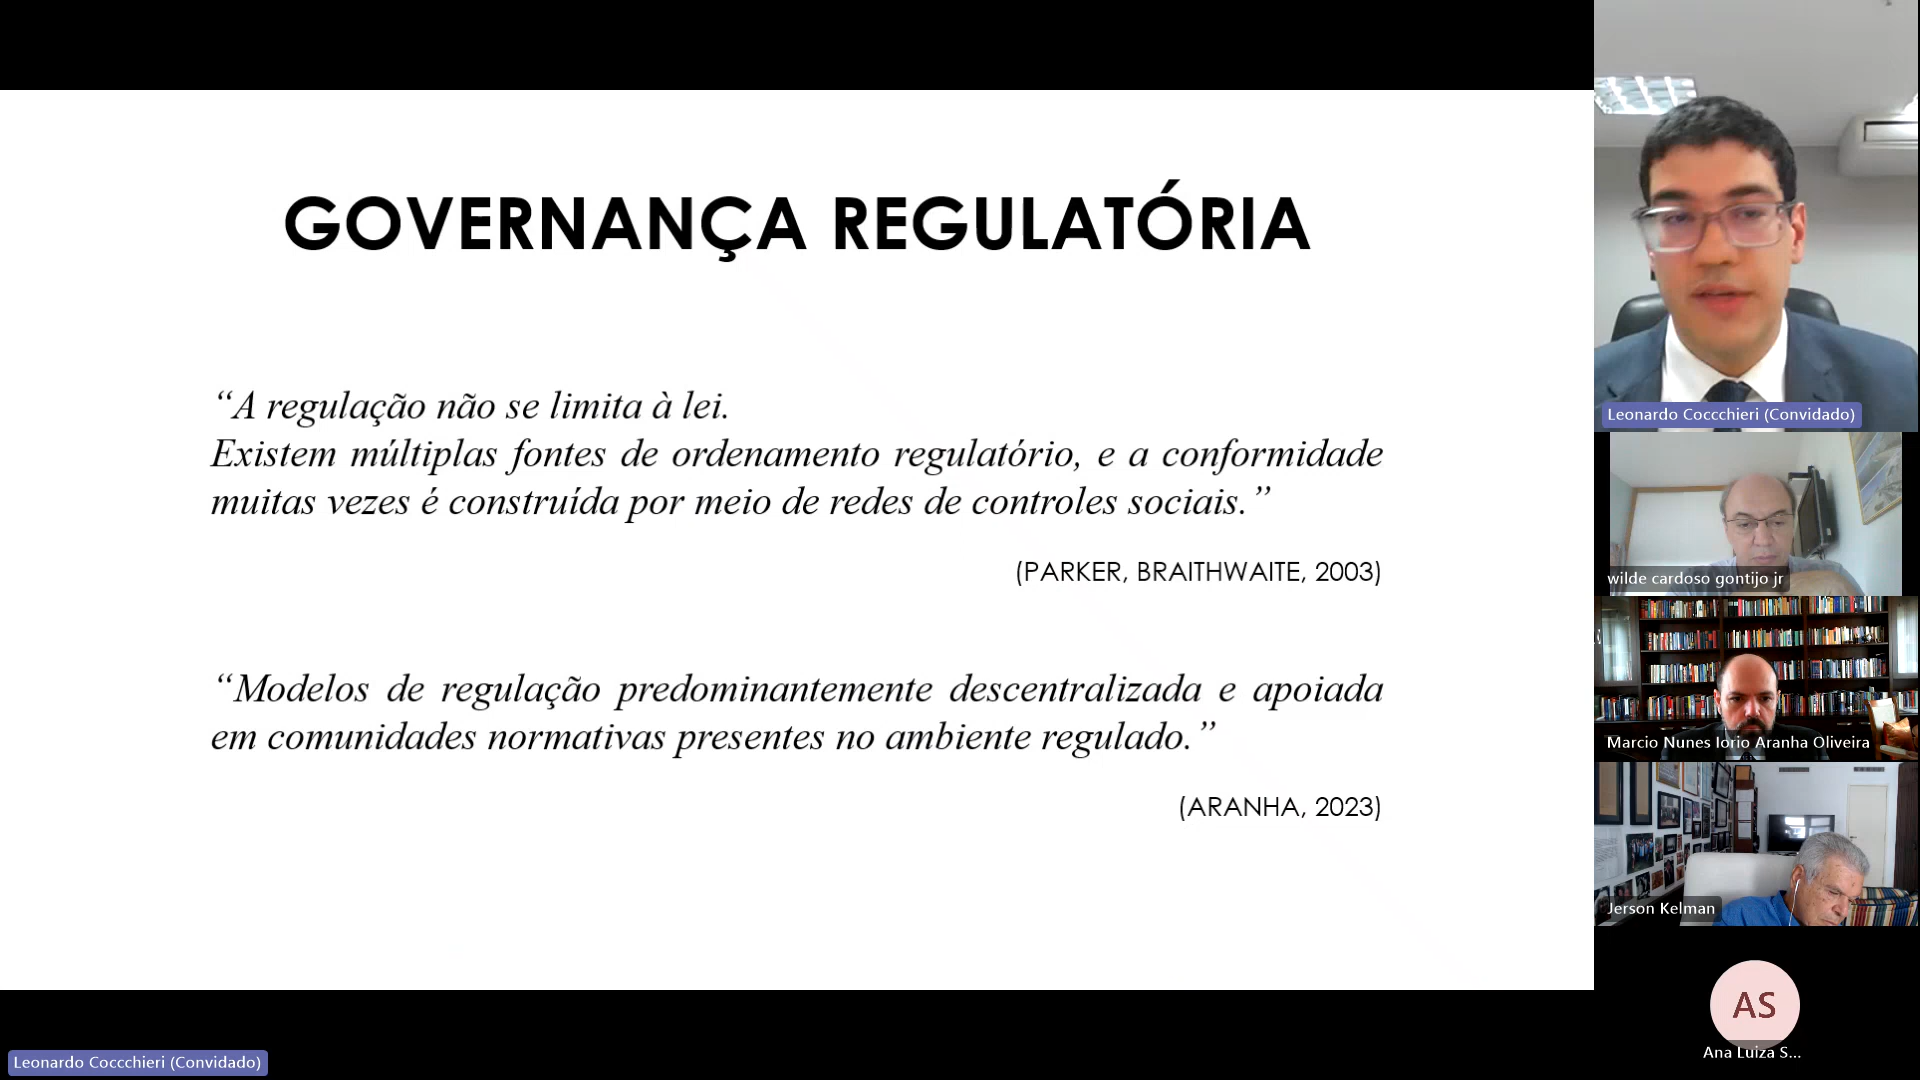 GOVERNANÇA REGULATÓRIA
“A regulação não se limita à lei.
Existem múltiplas fontes de ordenamento regulatório, e a conformidade
muitas vezes é construída por meio de redes de controles sociais.”
(PARKER, BRAITHWAITE, 2003)
“Modelos de regulação predominantemente descentralizada e apoiada
em comunidades normativas presentes no ambiente regulado.”
(ARANHA, 2023)
Leonardo Coccchieri (Convidado)
Leonardo Coccchieri (Convidado)
wilde cardoso gontijo jr
Marcio Nunes Iorio Aranha Oliveira
Jerson Kelman
AS
Ana Luiza S...